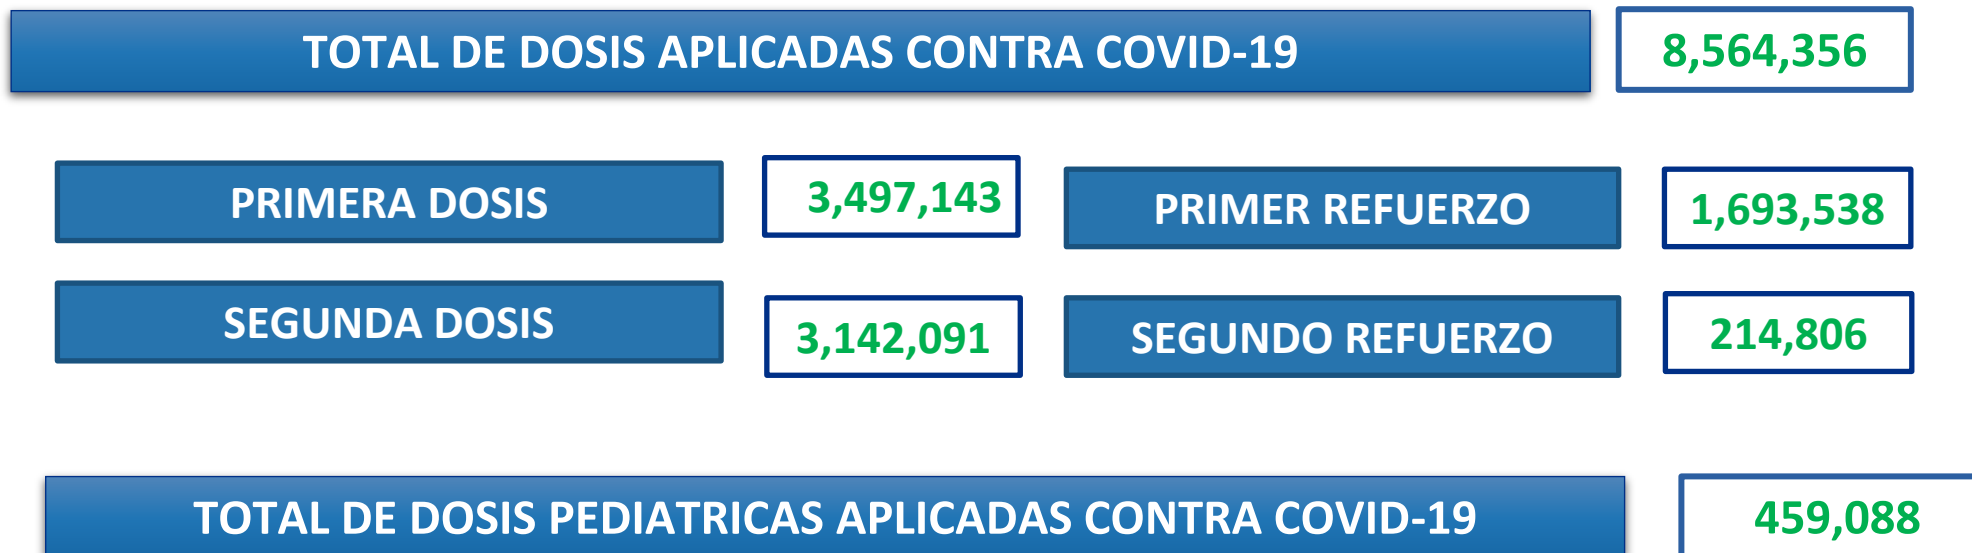 TOTAL DE DOSIS APLICADAS CONTRA COVID-19 8,564,356
PRIMERA DOSIS 3,497,143 PRIMER REFUERZO 1,693,538
SEGUNDA DOSIS 3,142,091 SEGUNDO REFUERZO 214,806
TOTAL DE DOSIS PEDIATRICAS APLICADAS CONTRA COVID-19 459,088